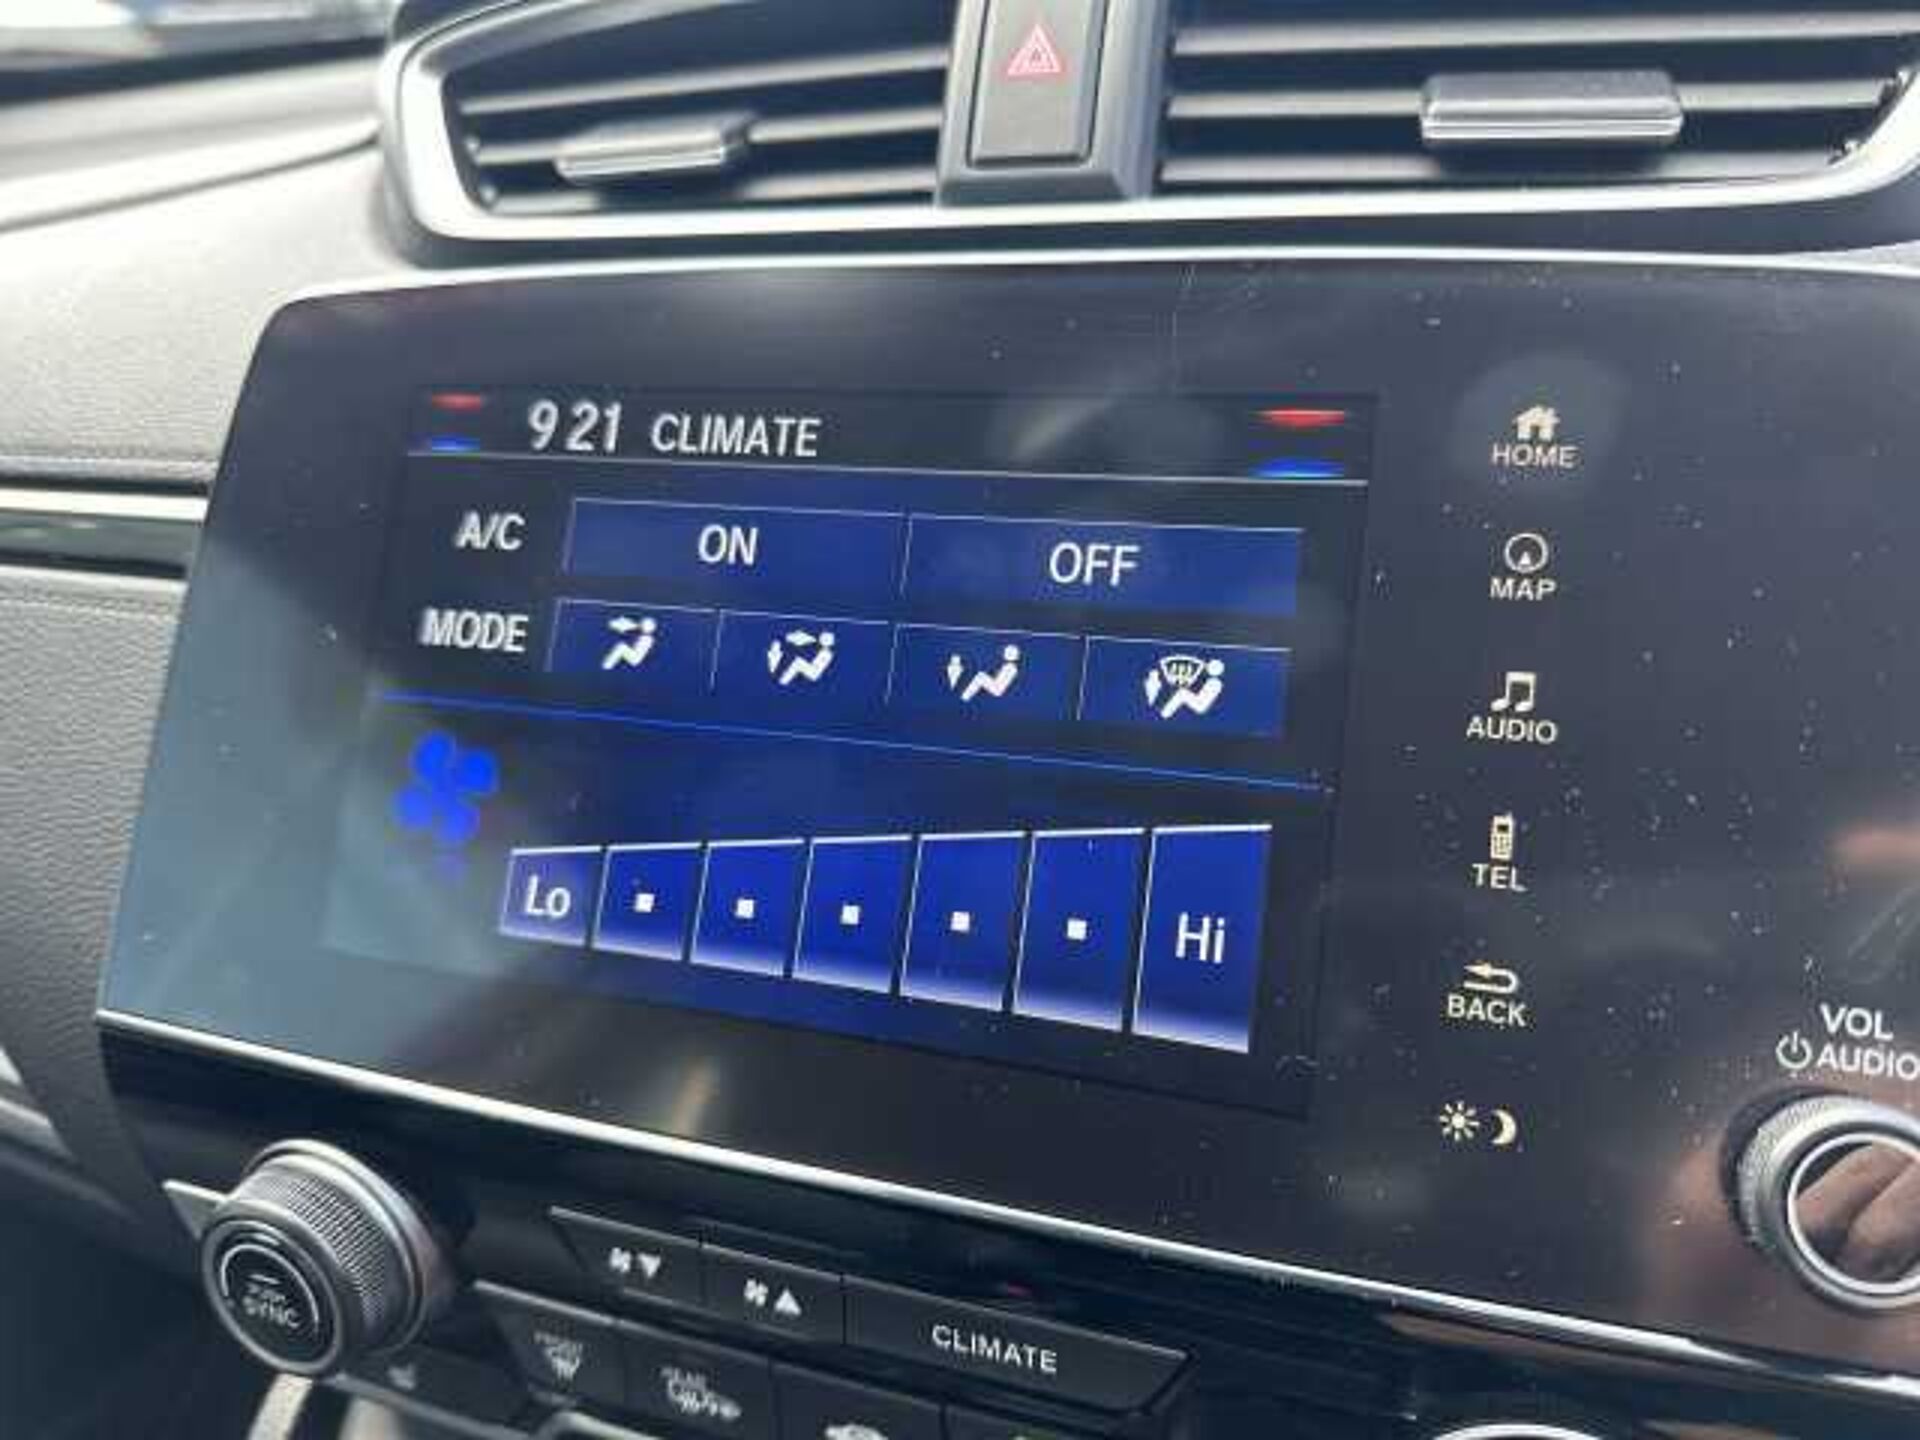 9 21 CLIMATE
A/C ON OFF
MODE
Lo Hi
HOME
MAP
AUDIO
TEL
BACK
VOL
AUDIO
SYNC
CLIMATE